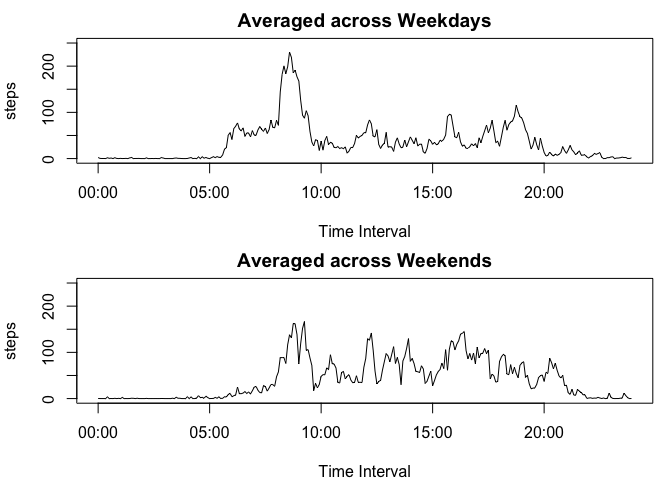 Averaged across Weekdays
steps
0 100 200
00:00 05:00 10:00 15:00 20:00
Time Interval
Averaged across Weekends
steps
0 100 200
00:00 05:00 10:00 15:00 20:00
Time Interval